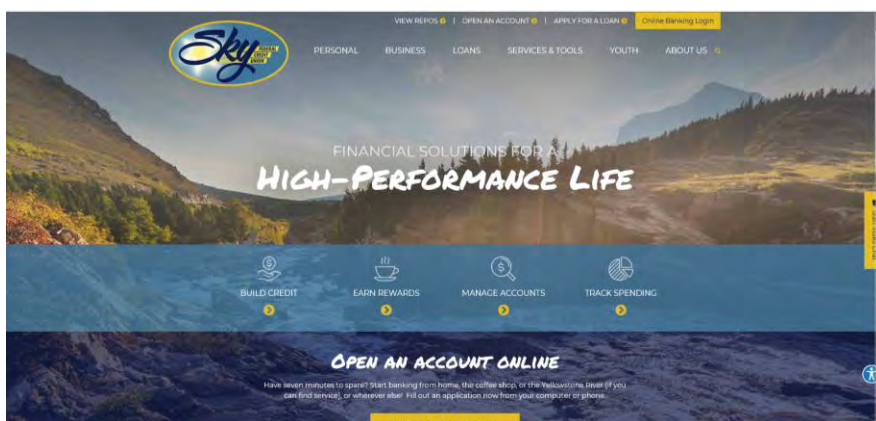 VIEW REPOS | OPEN AN ACCOUNT | APPLY FOR A LOAN Online Banking Login
Sky FEDERAL CREDIT UNION
PERSONAL BUSINESS LOANS SERVICES & TOOLS YOUTH ABOUT US
FINANCIAL SOLUTIONS FOR A
HIGH-PERFORMANCE LIFE
BUILD CREDIT EARN REWARDS MANAGE ACCOUNTS TRACK SPENDING
OPEN AN ACCOUNT ONLINE
Have seven minutes to spare? Start banking from home, the coffee shop, or the Yellowstone River (if you
can find service), or wherever else! Fill out an application now from your computer or phone.